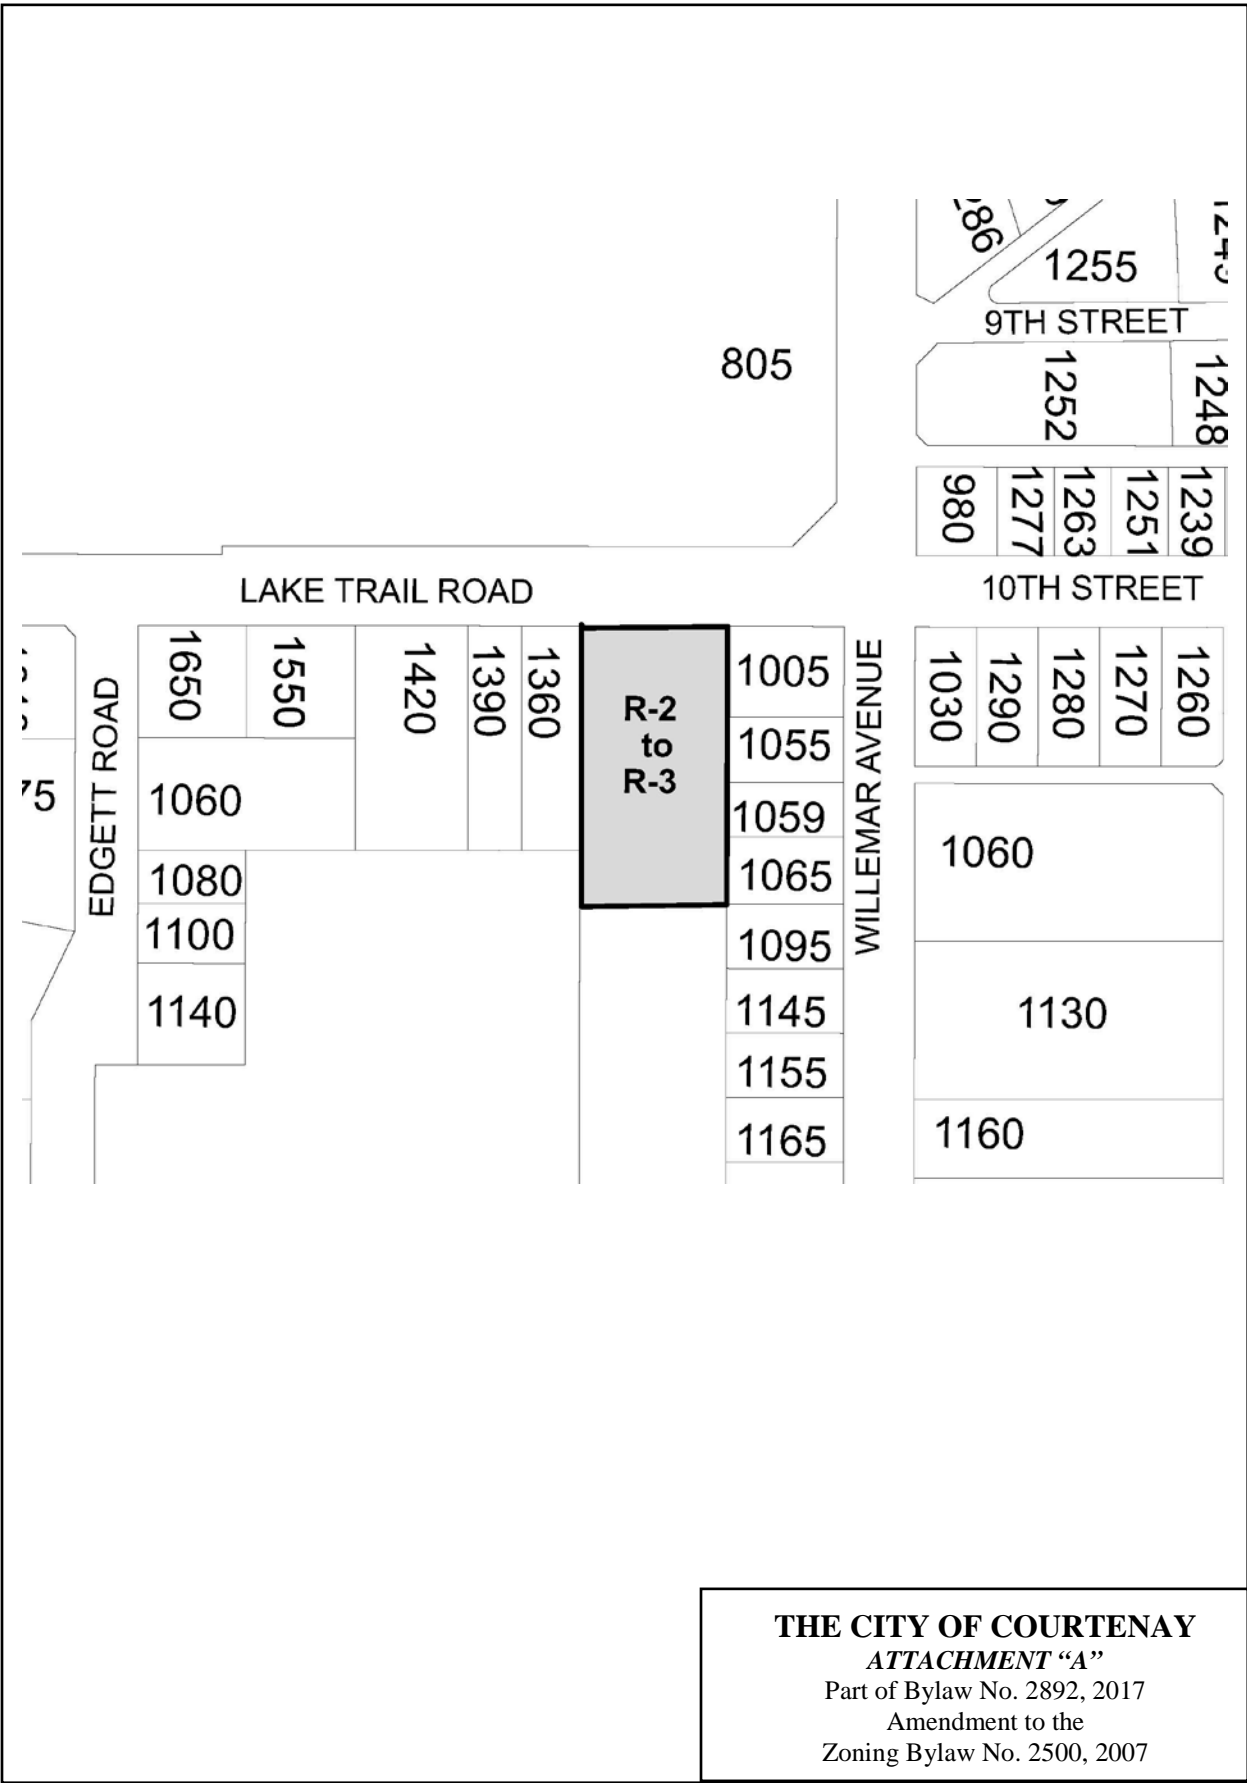 286
1255
9TH STREET
805
1252
1248
980
1277
1263
1251
1239
LAKE TRAIL ROAD
10TH STREET
1650
1550
1420
1390
1360
R-2
to
R-3
1005
1055
1059
1065
1095
1145
1155
1165
WILLEMAR AVENUE
1030
1290
1280
1270
1260
EDGETT ROAD
75
1060
1080
1100
1140
1060
1130
1160
THE CITY OF COURTENAY
ATTACHMENT “A”
Part of Bylaw No. 2892, 2017
Amendment to the
Zoning Bylaw No. 2500, 2007